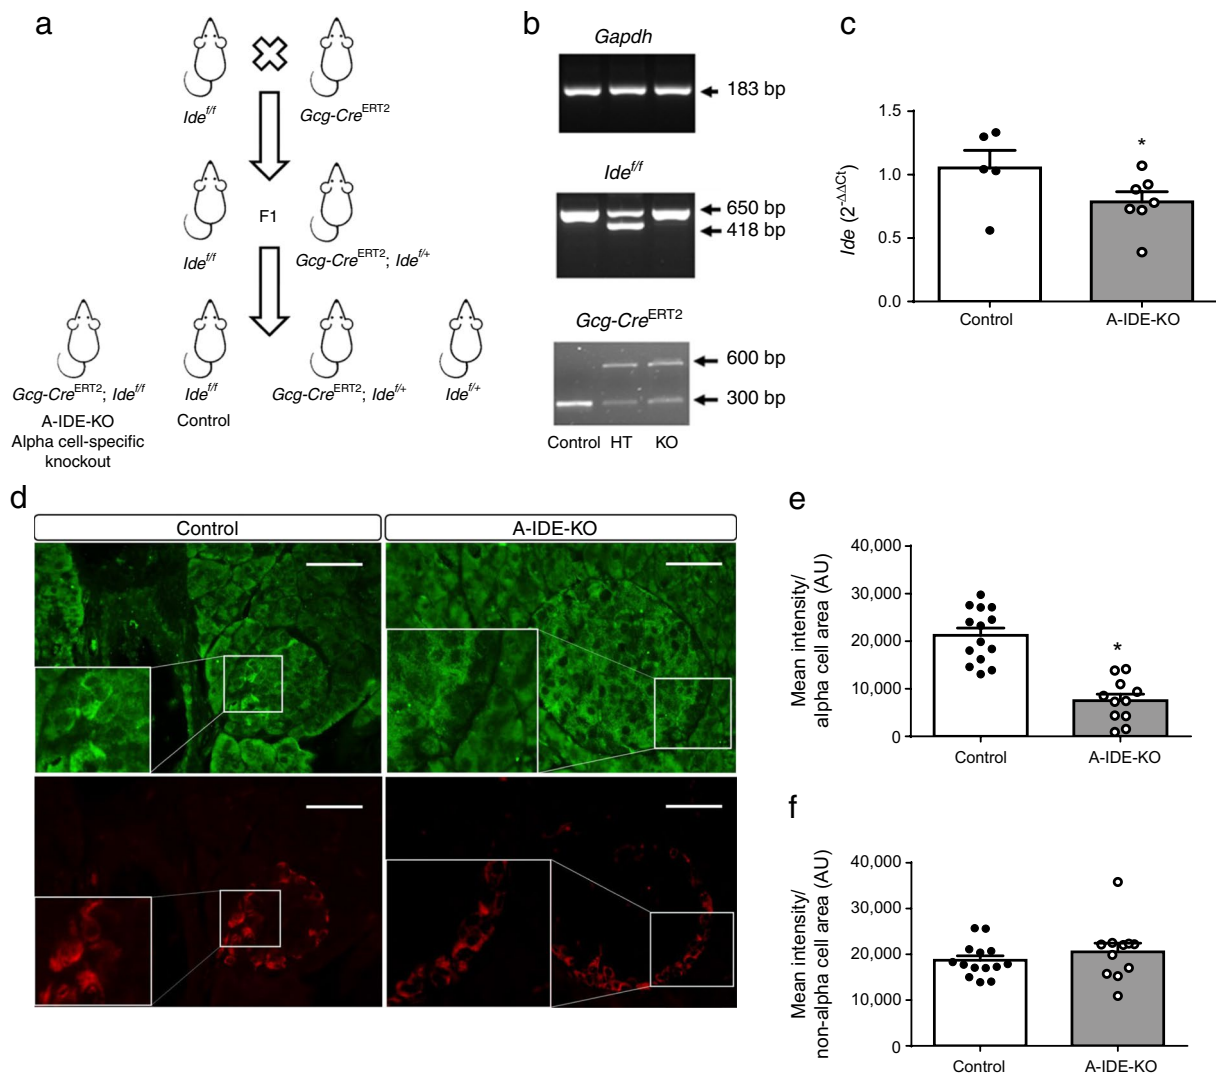 a
Ide^f/f
Gcg-Cre^ERT2
F1
Ide^f/f
Gcg-Cre^ERT2; Ide^f/+
Gcg-Cre^ERT2; Ide^f/f
Ide^f/f
Gcg-Cre^ERT2; Ide^f/+
Ide^f/+
A-IDE-KO
Alpha cell-specific
knockout
Control
b
Gapdh
183 bp
Ide^f/f
650 bp
418 bp
Gcg-Cre^ERT2
600 bp
300 bp
Control HT KO
c
Ide (2^-ΔΔCt)
1.5
1.0
0.5
0.0
*
Control A-IDE-KO
d
Control A-IDE-KO
e
Mean intensity/
alpha cell area (AU)
40,000
30,000
20,000
10,000
0
*
Control A-IDE-KO
f
Mean intensity/
non-alpha cell area (AU)
40,000
30,000
20,000
10,000
0
Control A-IDE-KO